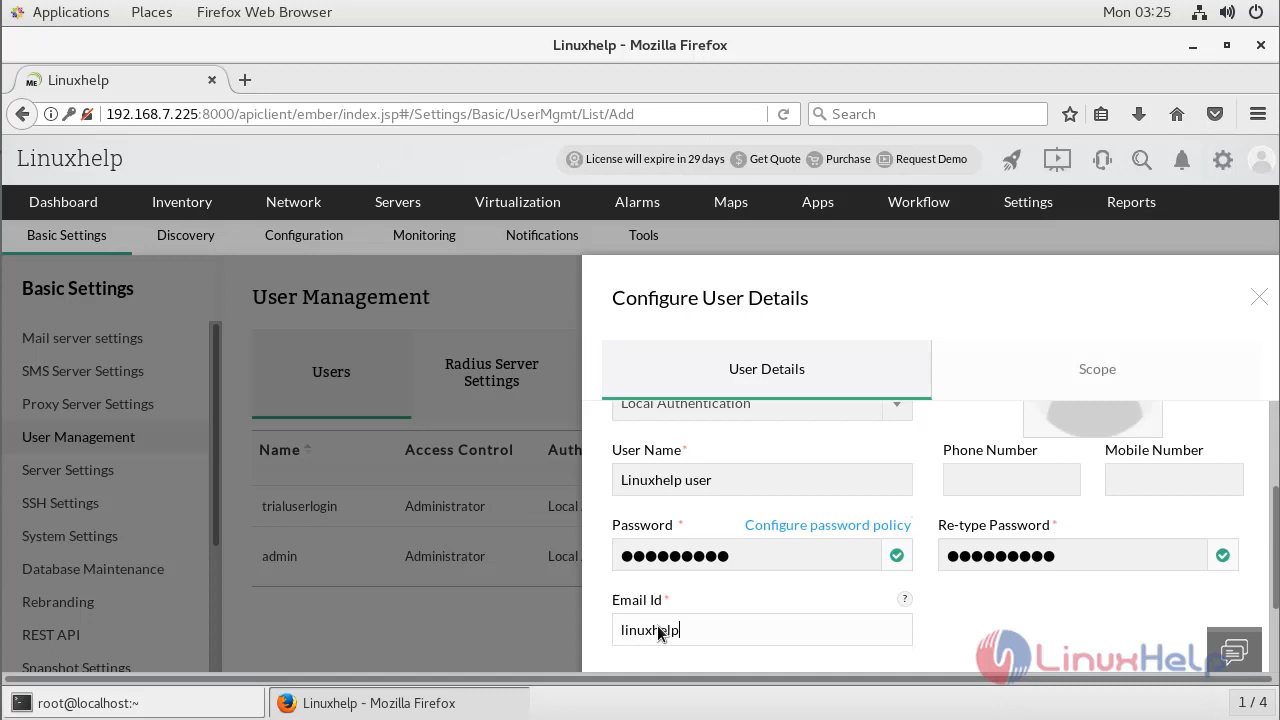 Applications Places Firefox Web Browser Mon 03:25
Linuxhelp - Mozilla Firefox
ME Linuxhelp
192.168.7.225:8000/apiclient/ember/index.jsp#/Settings/Basic/UserMgmt/List/Add Search
Linuxhelp License will expire in 29 days $ Get Quote Purchase Request Demo
Dashboard Inventory Network Servers Virtualization Alarms Maps Apps Workflow Settings Reports
Basic Settings Discovery Configuration Monitoring Notifications Tools
Basic Settings
Mail server settings
SMS Server Settings
Proxy Server Settings
User Management
Server Settings
SSH Settings
System Settings
Database Maintenance
Rebranding
REST API
Snapshot Settings
User Management
Users
Radius Server
Settings
Name Access Control Auth
trialuserlogin Administrator Local
admin Administrator Local
Configure User Details
User Details Scope
Local Authentication
User Name* Phone Number Mobile Number
Linuxhelp user
Password * Configure password policy Re-type Password*
●●●●●●●●● ●●●●●●●●●
Email Id* ?
linuxhelp
LinuxHelp
root@localhost:~ Linuxhelp - Mozilla Firefox 1 / 4